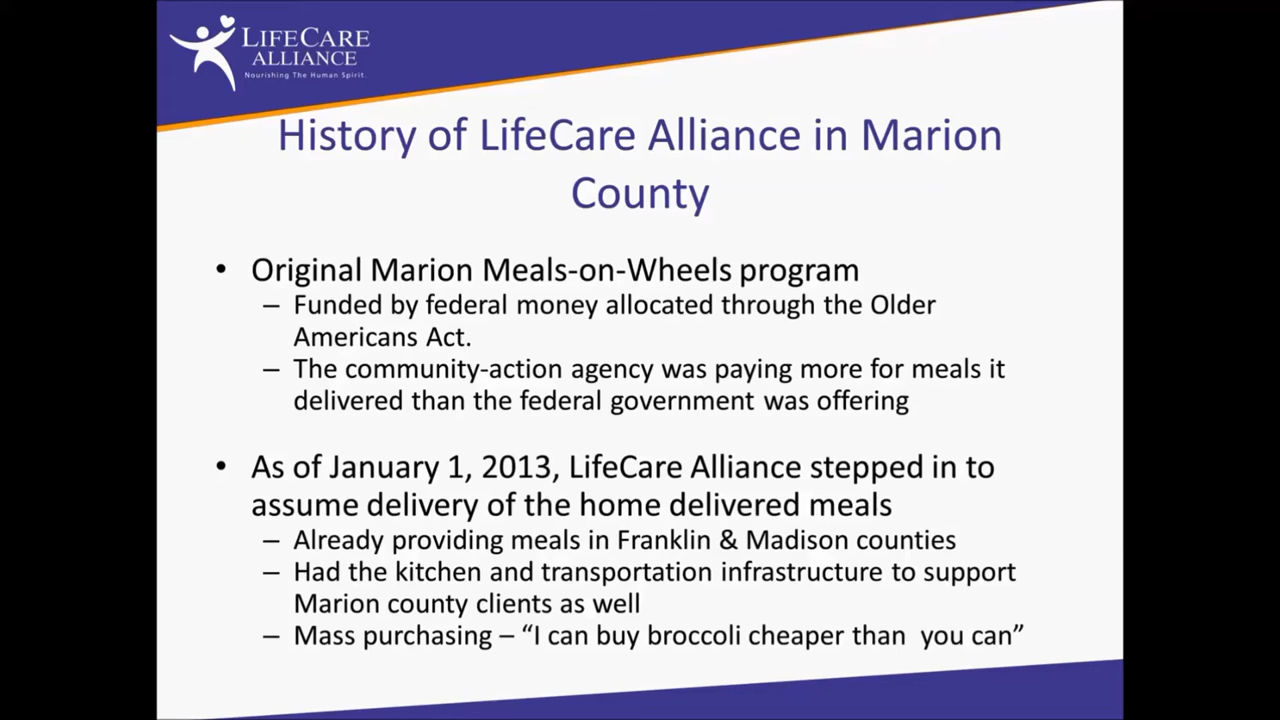 LIFECARE
ALLIANCE
Nourishing The Human Spirit.
History of LifeCare Alliance in Marion
County
• Original Marion Meals-on-Wheels program
– Funded by federal money allocated through the Older
Americans Act.
– The community-action agency was paying more for meals it
delivered than the federal government was offering
• As of January 1, 2013, LifeCare Alliance stepped in to
assume delivery of the home delivered meals
– Already providing meals in Franklin & Madison counties
– Had the kitchen and transportation infrastructure to support
Marion county clients as well
– Mass purchasing – “I can buy broccoli cheaper than  you can”